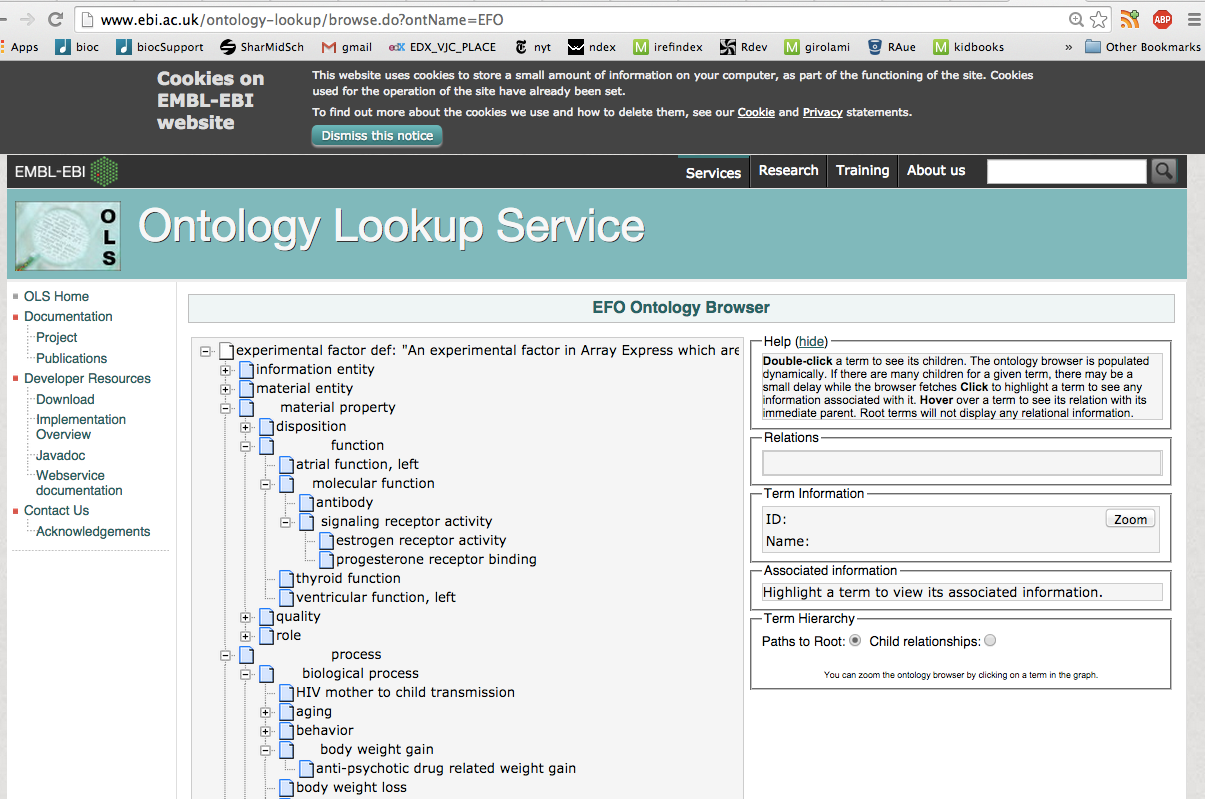 www.ebi.ac.uk/ontology-lookup/browse.do?ontName=EFO
ABP
Apps bioc biocSupport SharMidSch gmail edX EDX_VJC_PLACE nyt ndex irefindex Rdev girolami RAue kidbooks » Other Bookmarks
Cookies on
EMBL-EBI
website
This website uses cookies to store a small amount of information on your computer, as part of the functioning of the site. Cookies
used for the operation of the site have already been set.
To find out more about the cookies we use and how to delete them, see our Cookie and Privacy statements.
Dismiss this notice
EMBL-EBI
Services Research Training About us
OLS
Ontology Lookup Service
OLS Home
Documentation
Project
Publications
Developer Resources
Download
Implementation
Overview
Javadoc
Webservice
documentation
Contact Us
Acknowledgements
EFO Ontology Browser
experimental factor def: "An experimental factor in Array Express which are
information entity
material entity
material property
disposition
function
atrial function, left
molecular function
antibody
signaling receptor activity
estrogen receptor activity
progesterone receptor binding
thyroid function
ventricular function, left
quality
role
process
biological process
HIV mother to child transmission
aging
behavior
body weight gain
anti-psychotic drug related weight gain
body weight loss
Help (hide)
Double-click a term to see its children. The ontology browser is populated
dynamically. If there are many children for a given term, there may be a
small delay while the browser fetches Click to highlight a term to see any
information associated with it. Hover over a term to see its relation with its
immediate parent. Root terms will not display any relational information.
Relations
Term Information
ID:
Zoom
Name:
Associated information
Highlight a term to view its associated information.
Term Hierarchy
Paths to Root: Child relationships:
You can zoom the ontology browser by clicking on a term in the graph.